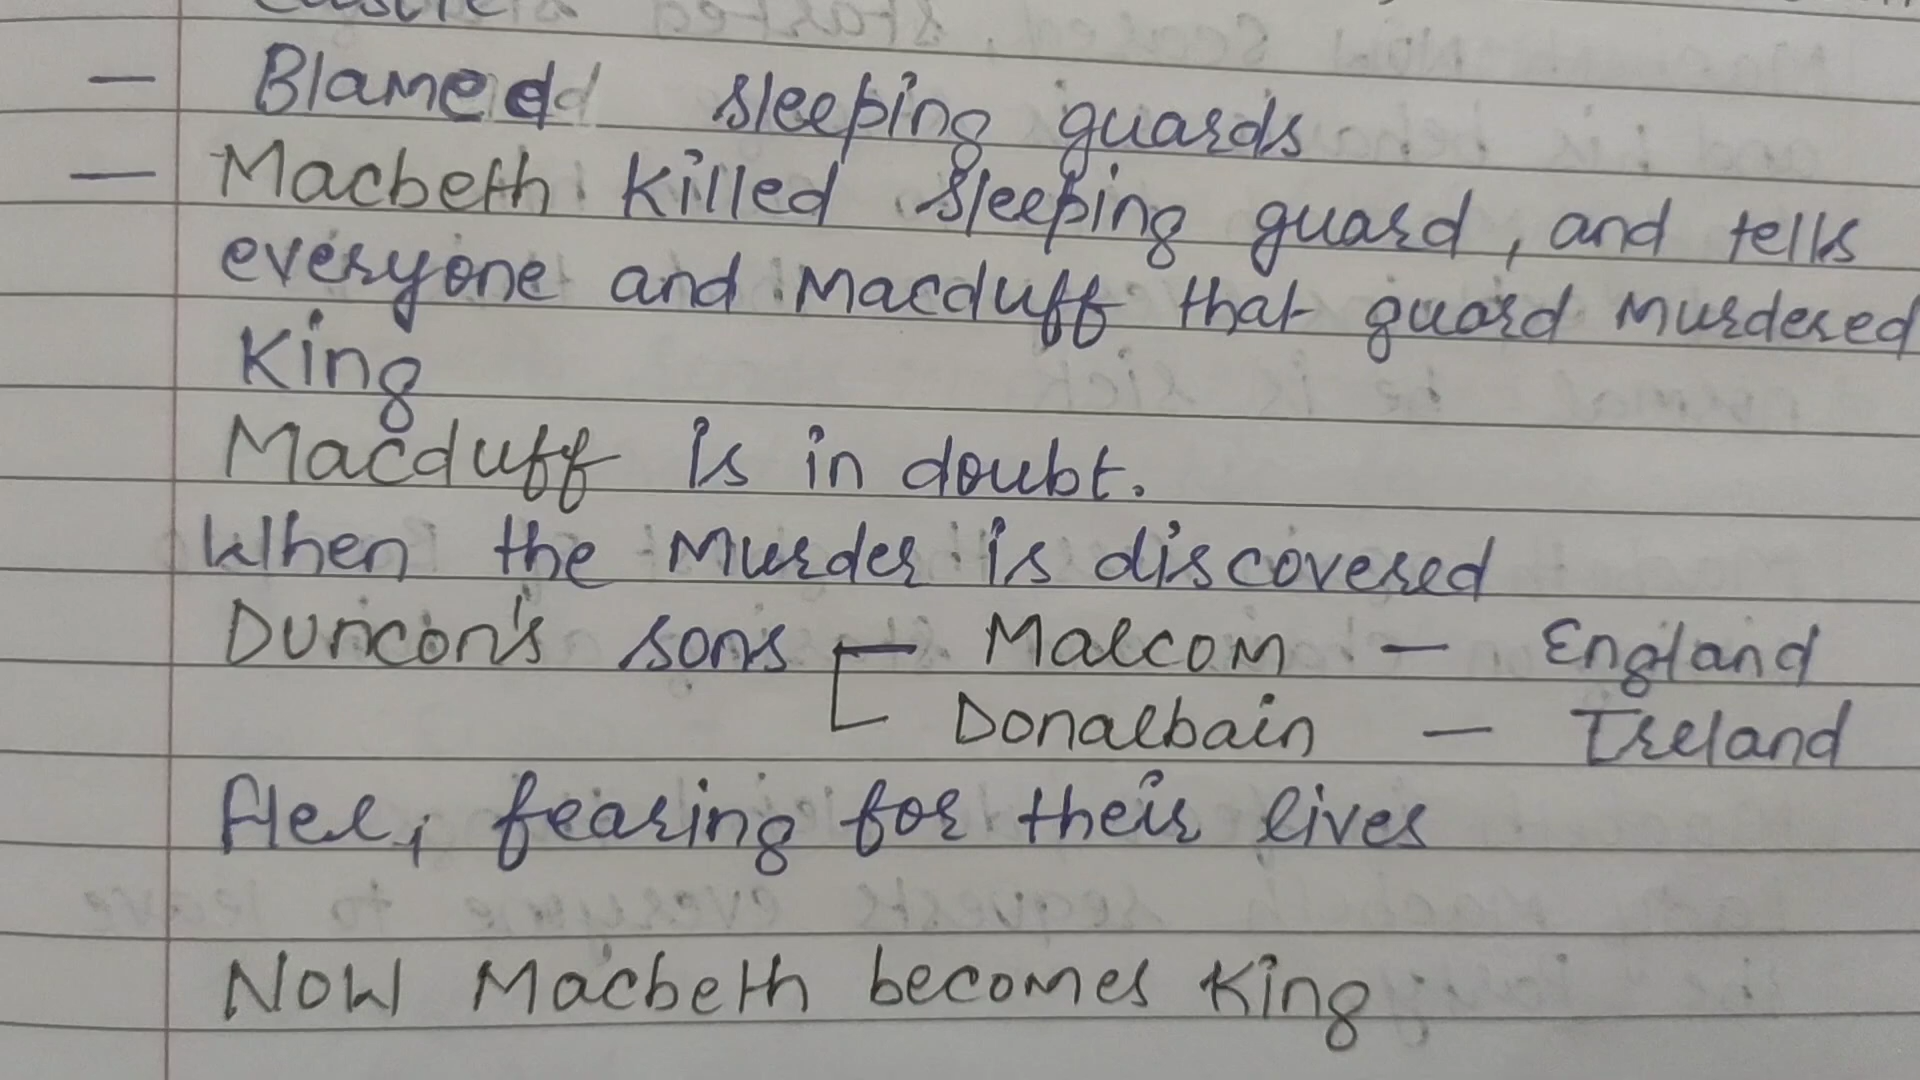 — Blamed sleeping guards
— Macbeth killed sleeping guard, and tells
everyone and Macduff that guard murdered
King
Macduff is in doubt.
When the Murder is discovered
Duncon's sons — Malcom — England
Donalbain — Ireland
flee, fearing for their lives
Now Macbeth becomes King